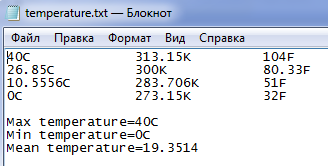 temperature.txt — Блокнот
Файл Правка Формат Вид Справка
40C 313.15K 104F
26.85C 300K 80.33F
10.5556C 283.706K 51F
0C 273.15K 32F
Max temperature=40C
Min temperature=0C
Mean temperature=19.3514